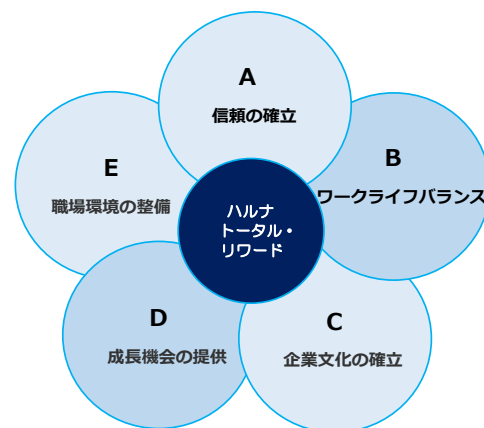 A
信頼の確立
B
ワークライフバランス
C
企業文化の確立
D
成長機会の提供
E
職場環境の整備
ハルナ
トータル・
リワード